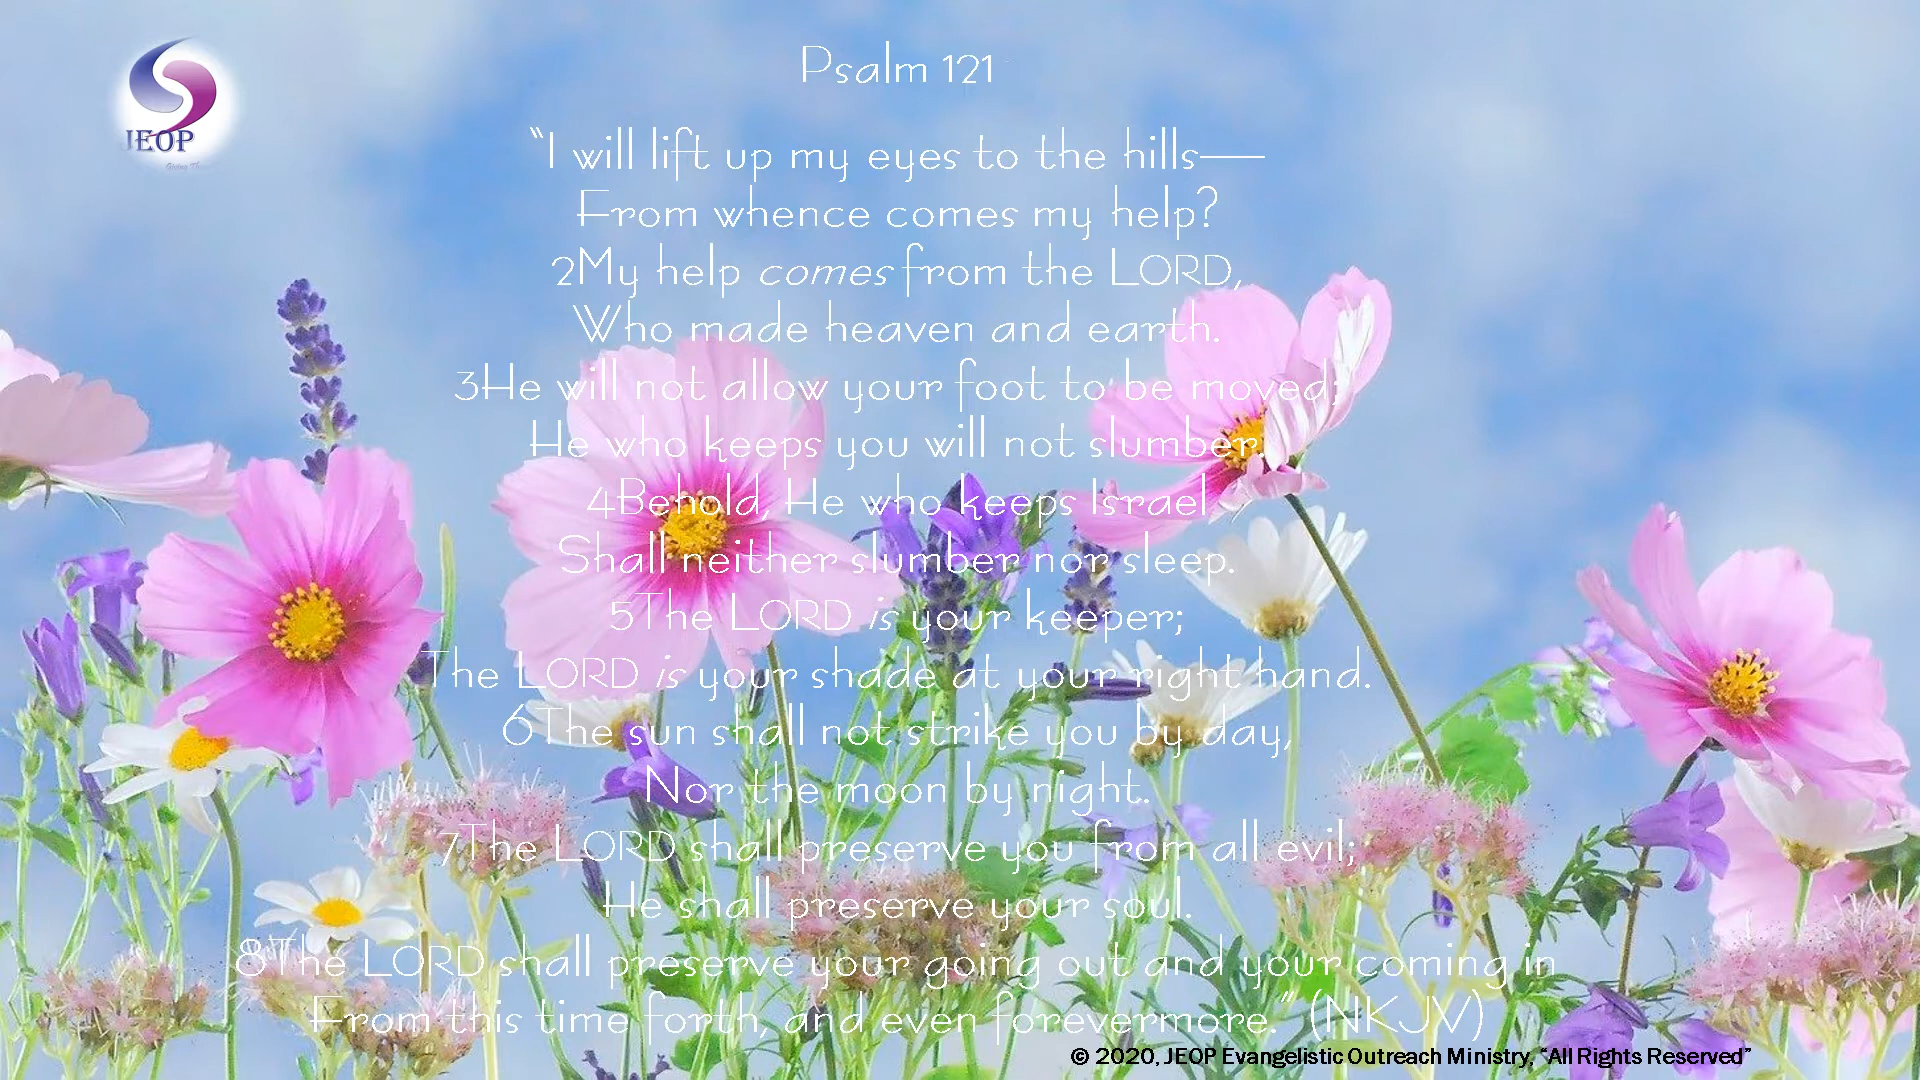 JEOP
Psalm 121
“I will lift up my eyes to the hills—
From whence comes my help?
2My help comes from the LORD,
Who made heaven and earth.
3He will not allow your foot to be moved;
He who keeps you will not slumber.
4Behold, He who keeps Israel
Shall neither slumber nor sleep.
5The LORD is your keeper;
The LORD is your shade at your right hand.
6The sun shall not strike you by day,
Nor the moon by night.
7The LORD shall preserve you from all evil;
He shall preserve your soul.
8The LORD shall preserve your going out and your coming in
From this time forth, and even forevermore.” (NKJV)
© 2020, JEOP Evangelistic Outreach Ministry, “All Rights Reserved”